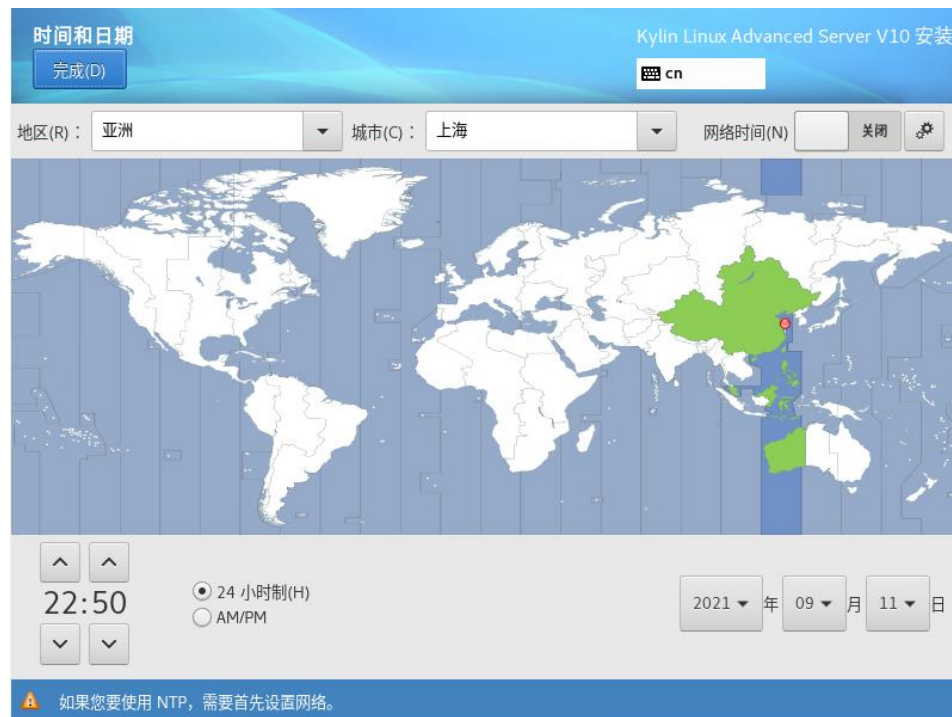 时间和日期
Kylin Linux Advanced Server V10 安装
完成(D)
cn
地区(R)： 亚洲 城市(C)： 上海 网络时间(N) 关闭
22:50
24 小时制(H)
AM/PM
2021 年 09 月 11 日
如果您要使用 NTP，需要首先设置网络。